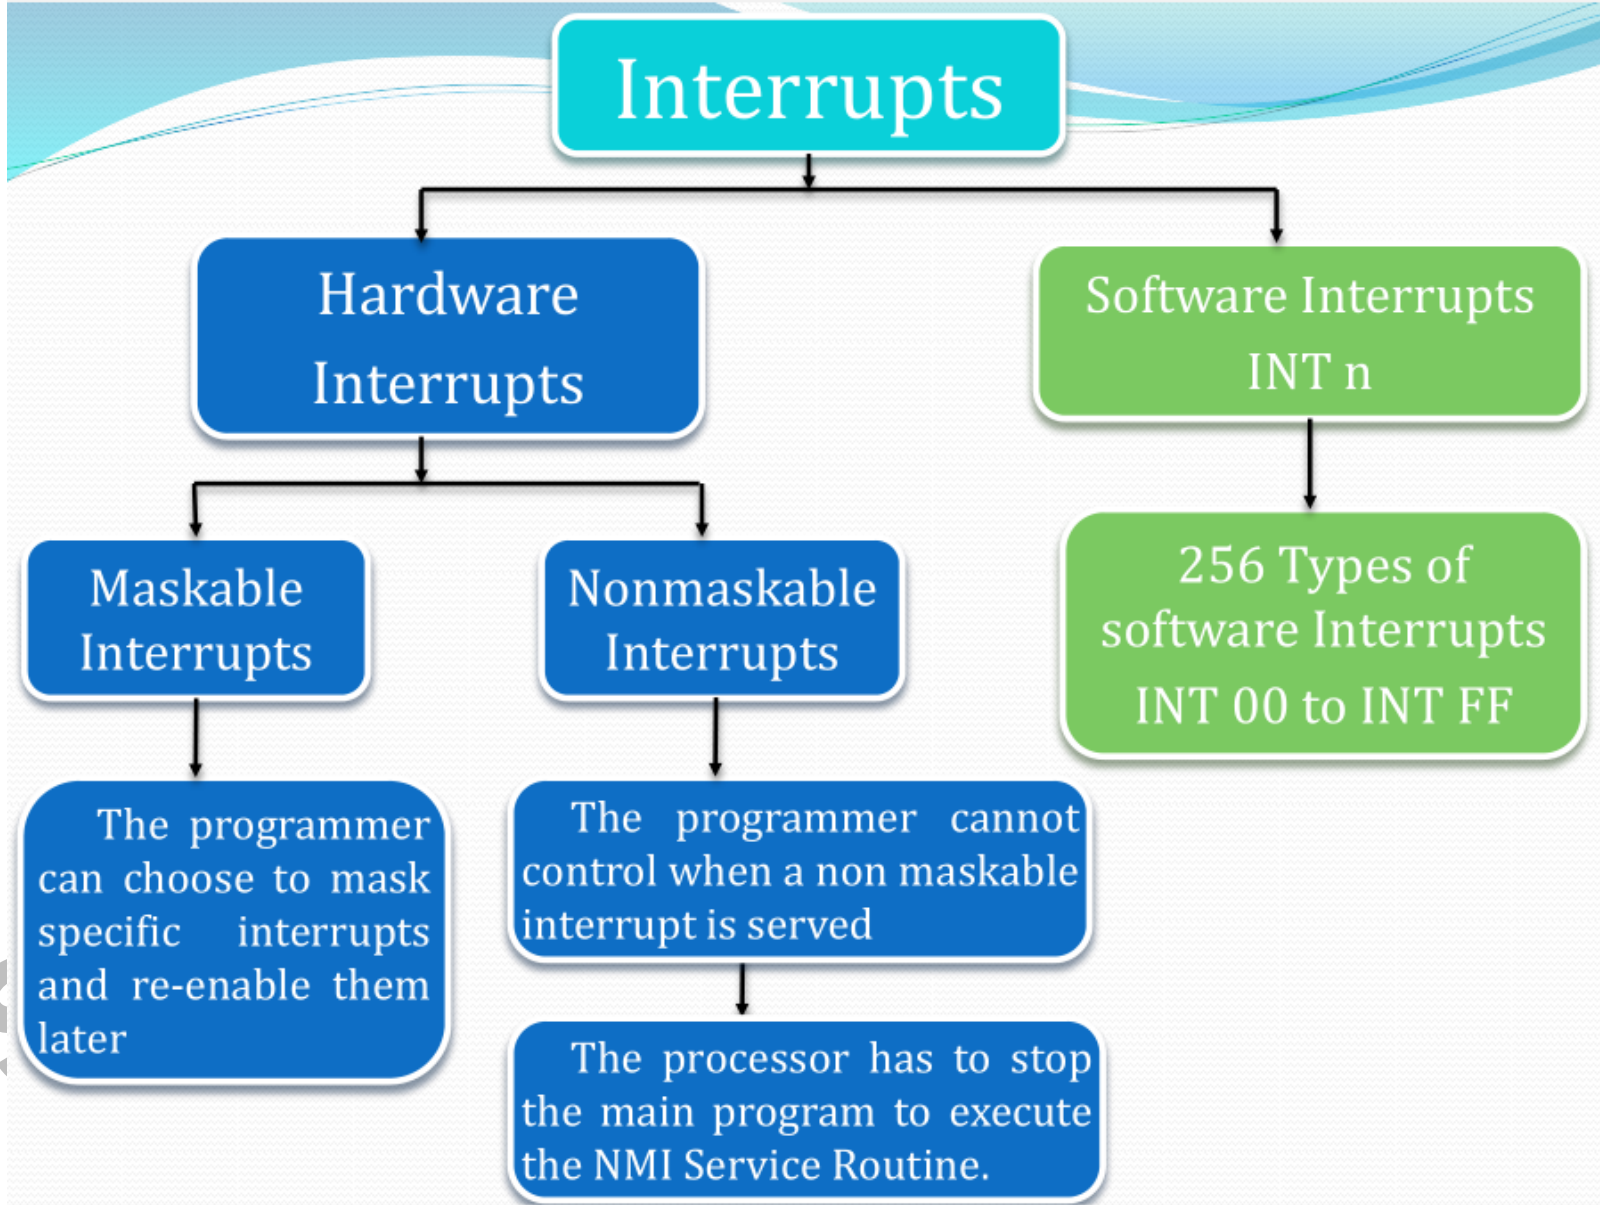 Interrupts
Hardware
Interrupts
Software Interrupts
INT n
Maskable
Interrupts
Nonmaskable
Interrupts
256 Types of
software Interrupts
INT 00 to INT FF
The programmer
can choose to mask
specific interrupts
and re-enable them
later
The programmer cannot
control when a non maskable
interrupt is served
The processor has to stop
the main program to execute
the NMI Service Routine.